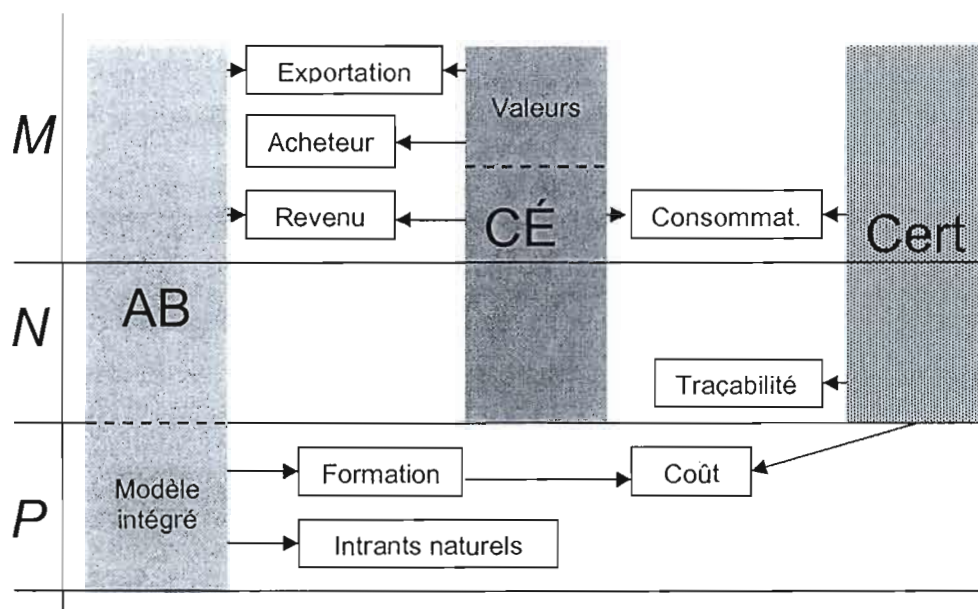 Exportation
Valeurs
M
Acheteur
Revenu
CÉ
Consommat.
Cert
AB
N
Traçabilité
Formation
Coût
Modèle
intégré
P
Intrants naturels